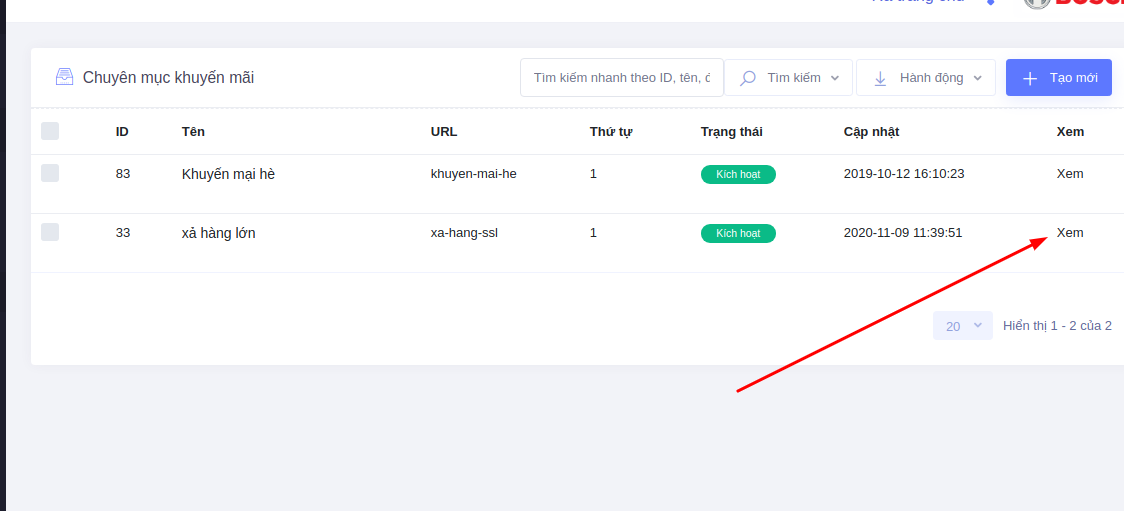 Chuyên mục khuyến mãi
Tìm kiếm nhanh theo ID, tên, đ
Tìm kiếm
Hành động
Tạo mới
ID Tên URL Thứ tự Trạng thái Cập nhật Xem
83 Khuyến mại hè khuyen-mai-he 1 Kích hoạt 2019-10-12 16:10:23 Xem
33 xả hàng lớn xa-hang-ssl 1 Kích hoạt 2020-11-09 11:39:51 Xem
20 Hiển thị 1 - 2 của 2